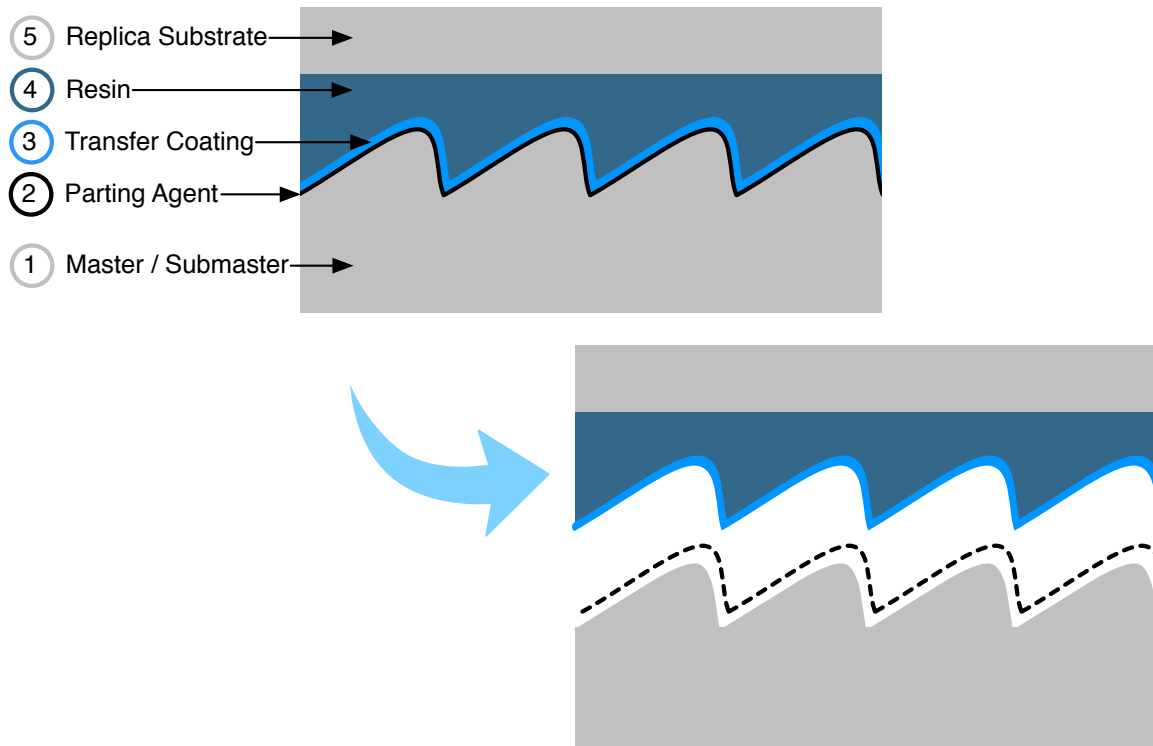 5 Replica Substrate
4 Resin
3 Transfer Coating
2 Parting Agent
1 Master / Submaster